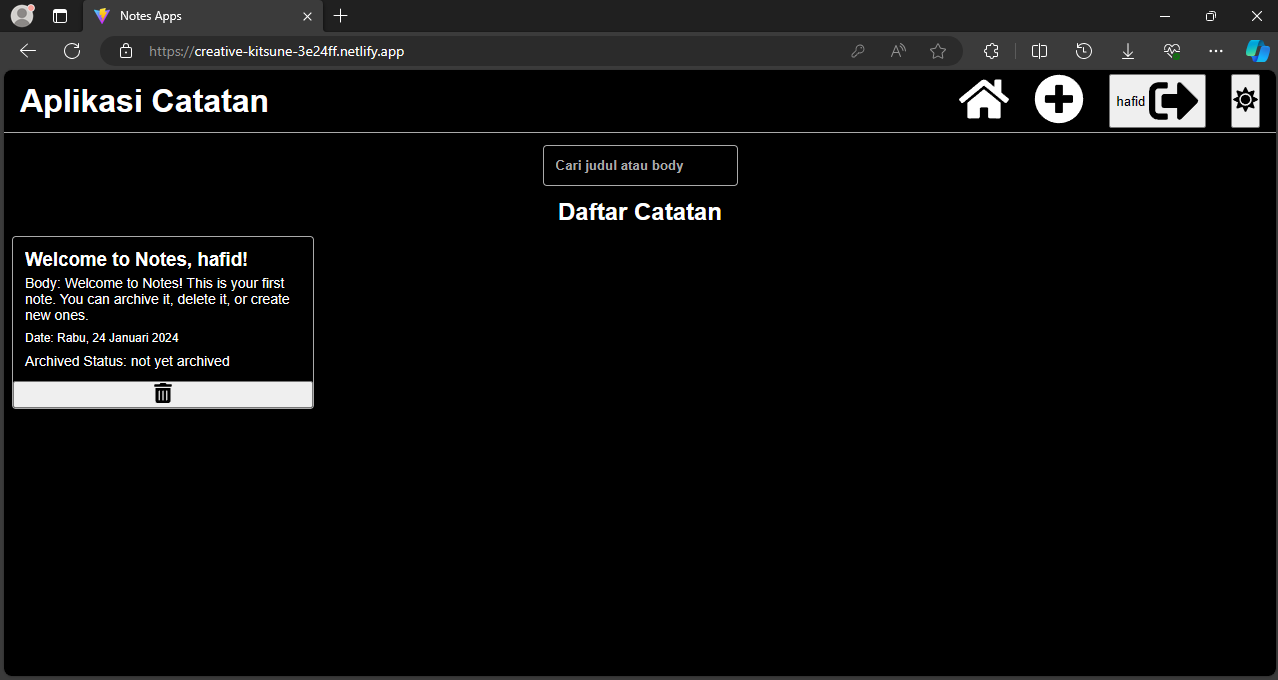 Notes Apps
https://creative-kitsune-3e24ff.netlify.app
Aplikasi Catatan
hafid
Cari judul atau body
Daftar Catatan
Welcome to Notes, hafid!
Body: Welcome to Notes! This is your first
note. You can archive it, delete it, or create
new ones.
Date: Rabu, 24 Januari 2024
Archived Status: not yet archived